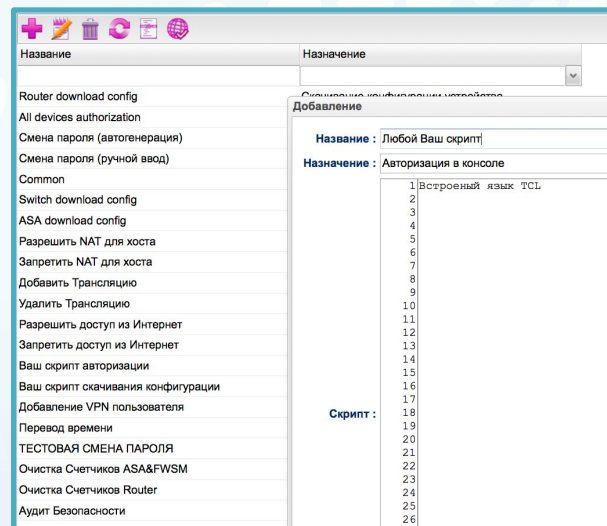 Название Назначение
Router download config Скачивание конфигурации устройства
All devices authorization
Смена пароля (автогенерация)
Смена пароля (ручной ввод)
Common
Switch download config
ASA download config
Разрешить NAT для хоста
Запретить NAT для хоста
Добавить Трансляцию
Удалить Трансляцию
Разрешить доступ из Интернет
Запретить доступ из Интернет
Ваш скрипт авторизации
Ваш скрипт скачивания конфигурации
Добавление VPN пользователя
Перевод времени
ТЕСТОВАЯ СМЕНА ПАРОЛЯ
Очистка Счетчиков ASA&FWSM
Очистка Счетчиков Router
Аудит Безопасности
Добавление
Название : Любой Ваш скрипт
Назначение : Авторизация в консоле
Скрипт :
1 Встроеный язык TCL
2
3
4
5
6
7
8
9
10
11
12
13
14
15
16
17
18
19
20
21
22
23
24
25
26